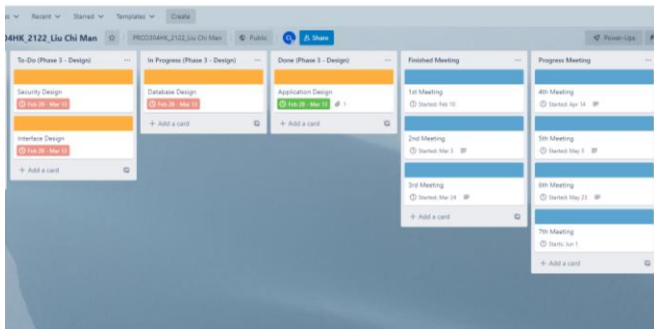 Recent
Starred
Templates
Create
04HK_2122_Liu Chi Man
PRCO304HK_2122_Liu Chi Man
Public
Share
Power-Ups
To-Do (Phase 3 - Design)
Security Design
Feb 28 - Mar 13
Interface Design
Feb 28 - Mar 13
+ Add a card
In Progress (Phase 3 - Design)
Database Design
Feb 28 - Mar 13
+ Add a card
Done (Phase 3 - Design)
Application Design
Feb 28 - Mar 13 1
+ Add a card
Finished Meeting
1st Meeting
Started: Feb 10
2nd Meeting
Started: Mar 3
3rd Meeting
Started: Mar 24
+ Add a card
Progress Meeting
4th Meeting
Started: Apr 14
5th Meeting
Started: May 5
6th Meeting
Started: May 23
7th Meeting
Starts: Jun 1
+ Add a card